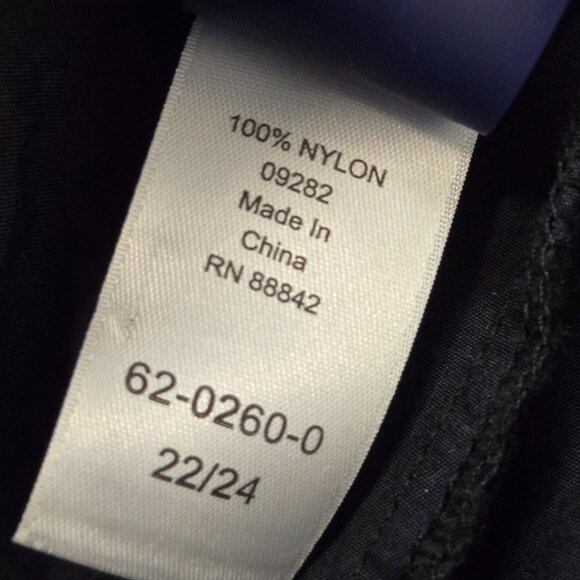 100% NYLON
09282
Made In
China
RN 88842
62-0260-0
22/24